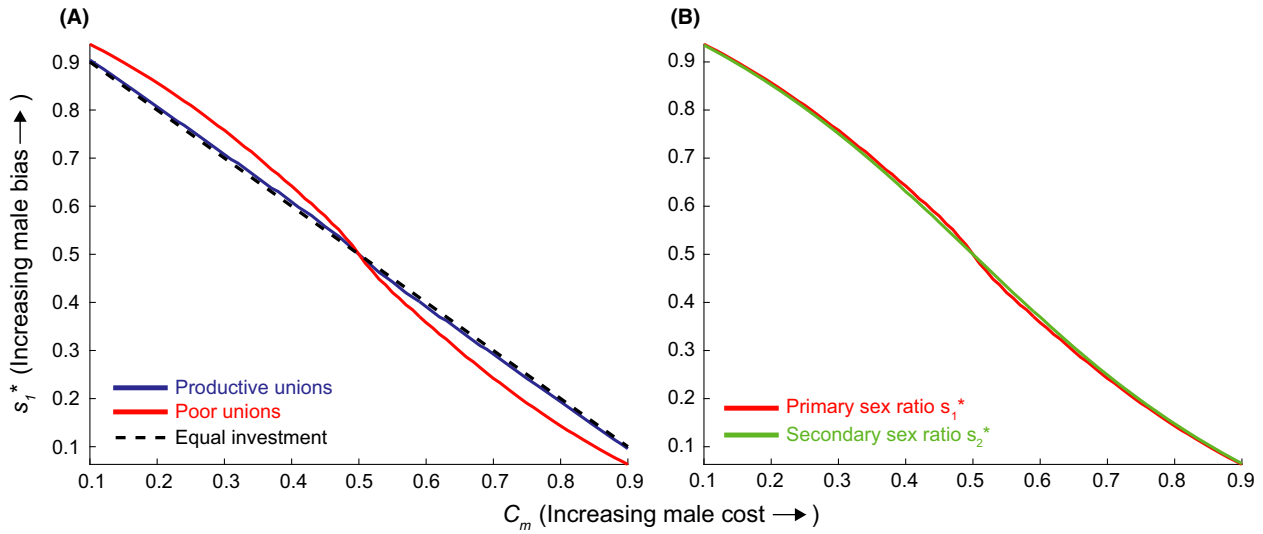 (A)
(B)
s1* (Increasing male bias →)
0.9
0.8
0.7
0.6
0.5
0.4
0.3
0.2
0.1
Productive unions
Poor unions
Equal investment
0.1 0.2 0.3 0.4 0.5 0.6 0.7 0.8 0.9
0.9
0.8
0.7
0.6
0.5
0.4
0.3
0.2
0.1
Primary sex ratio s1*
Secondary sex ratio s2*
0.1 0.2 0.3 0.4 0.5 0.6 0.7 0.8 0.9
Cm (Increasing male cost →)